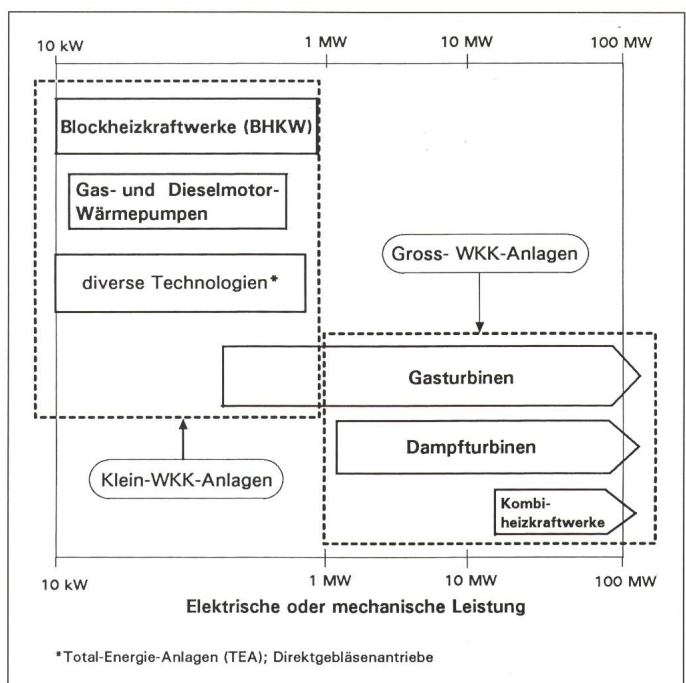 10 kW 1 MW 10 MW 100 MW
Blockheizkraftwerke (BHKW)
Gas- und Dieselmotor-
Wärmepumpen
Gross- WKK-Anlagen
diverse Technologien*
Gasturbinen
Dampfturbinen
Klein-WKK-Anlagen
Kombi-
heizkraftwerke
10 kW 1 MW 10 MW 100 MW
Elektrische oder mechanische Leistung
*Total-Energie-Anlagen (TEA); Direktgebläsenantriebe